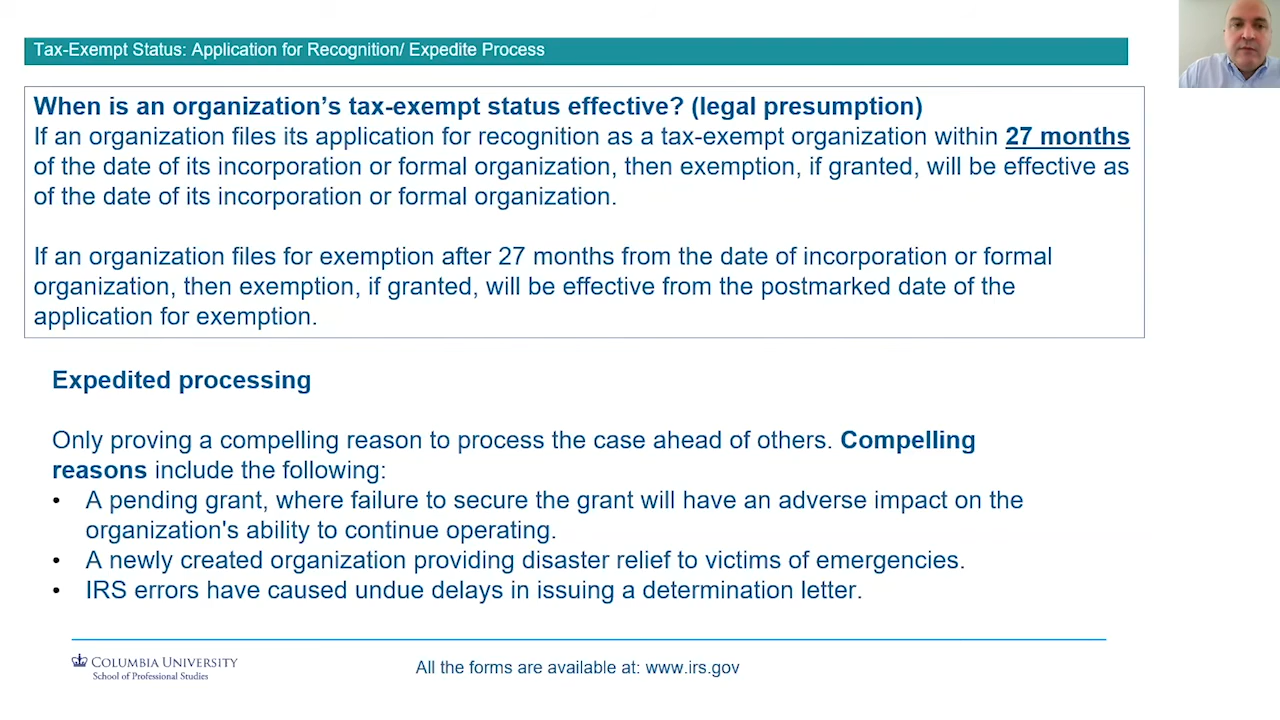 Tax-Exempt Status: Application for Recognition/ Expedite Process
When is an organization’s tax-exempt status effective? (legal presumption)
If an organization files its application for recognition as a tax-exempt organization within 27 months
of the date of its incorporation or formal organization, then exemption, if granted, will be effective as
of the date of its incorporation or formal organization.
If an organization files for exemption after 27 months from the date of incorporation or formal
organization, then exemption, if granted, will be effective from the postmarked date of the
application for exemption.
Expedited processing
Only proving a compelling reason to process the case ahead of others. Compelling
reasons include the following:
• A pending grant, where failure to secure the grant will have an adverse impact on the
organization's ability to continue operating.
• A newly created organization providing disaster relief to victims of emergencies.
• IRS errors have caused undue delays in issuing a determination letter.
COLUMBIA UNIVERSITY
School of Professional Studies
All the forms are available at: www.irs.gov